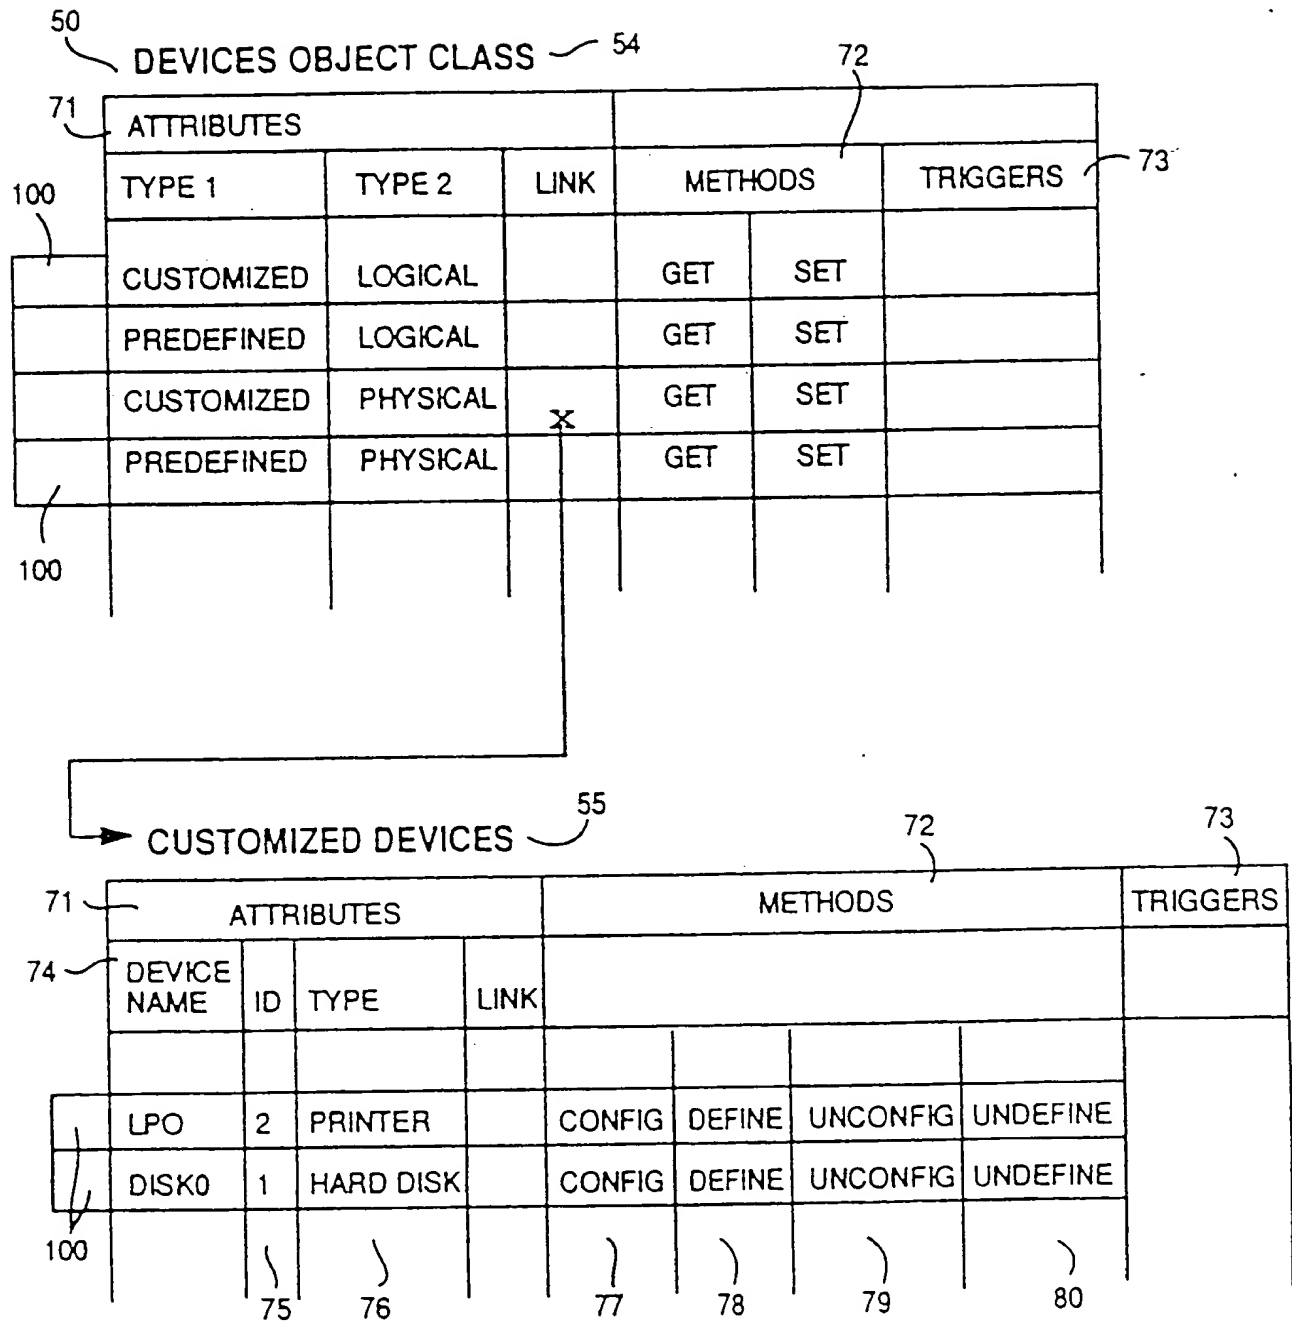 50
DEVICES OBJECT CLASS 54
72
71 ATTRIBUTES
TYPE 1 TYPE 2 LINK METHODS TRIGGERS 73
100
CUSTOMIZED LOGICAL GET SET
PREDEFINED LOGICAL GET SET
CUSTOMIZED PHYSICAL X GET SET
PREDEFINED PHYSICAL GET SET
100
CUSTOMIZED DEVICES 55
72 73
71 ATTRIBUTES METHODS TRIGGERS
74 DEVICE
NAME ID TYPE LINK
LPO 2 PRINTER CONFIG DEFINE UNCONFIG UNDEFINE
DISK0 1 HARD DISK CONFIG DEFINE UNCONFIG UNDEFINE
100
75 76 77 78 79 80